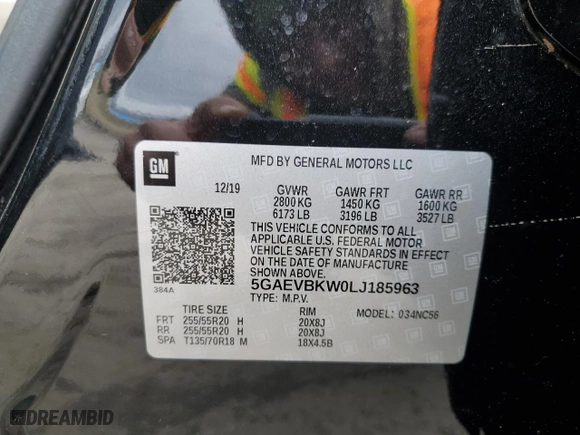 GM
MFD BY GENERAL MOTORS LLC
12/19 GVWR GAWR FRT GAWR RR
2800 KG 1450 KG 1600 KG
6173 LB 3196 LB 3527 LB
THIS VEHICLE CONFORMS TO ALL
APPLICABLE U.S. FEDERAL MOTOR
VEHICLE SAFETY STANDARDS IN EFFECT
ON THE DATE OF MANUFACTURE
SHOWN ABOVE.
384A
5GAEVBKW0LJ185963
TYPE: M.P.V.
TIRE SIZE RIM MODEL: 034NC56
FRT 255/55R20 H 20X8J
RR 255/55R20 H 20X8J
SPA T135/70R18 M 18X4.5B
DREAMBID